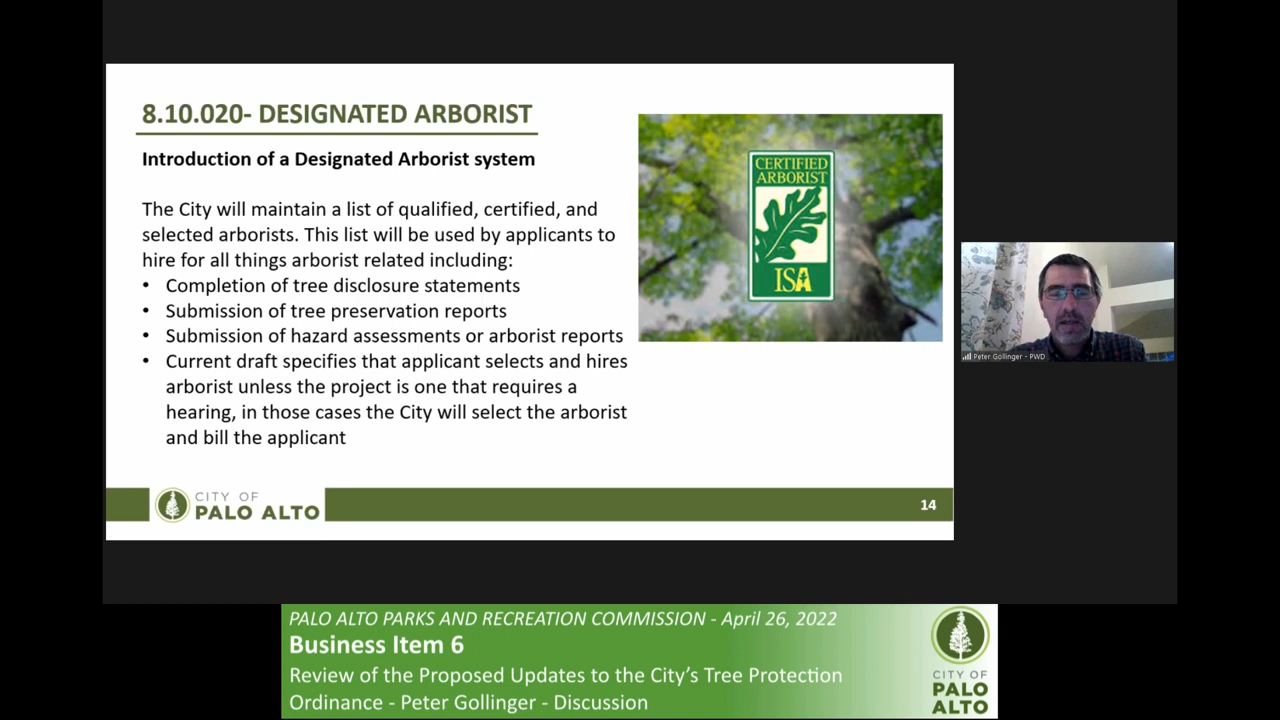 8.10.020- DESIGNATED ARBORIST
Introduction of a Designated Arborist system
The City will maintain a list of qualified, certified, and
selected arborists. This list will be used by applicants to
hire for all things arborist related including:
• Completion of tree disclosure statements
• Submission of tree preservation reports
• Submission of hazard assessments or arborist reports
• Current draft specifies that applicant selects and hires
arborist unless the project is one that requires a
hearing, in those cases the City will select the arborist
and bill the applicant
CERTIFIED
ARBORIST
ISA
CITY OF
PALO ALTO
14
Peter Gollinger - PWD
PALO ALTO PARKS AND RECREATION COMMISSION - April 26, 2022
Business Item 6
Review of the Proposed Updates to the City's Tree Protection
Ordinance - Peter Gollinger - Discussion
CITY OF
PALO
ALTO